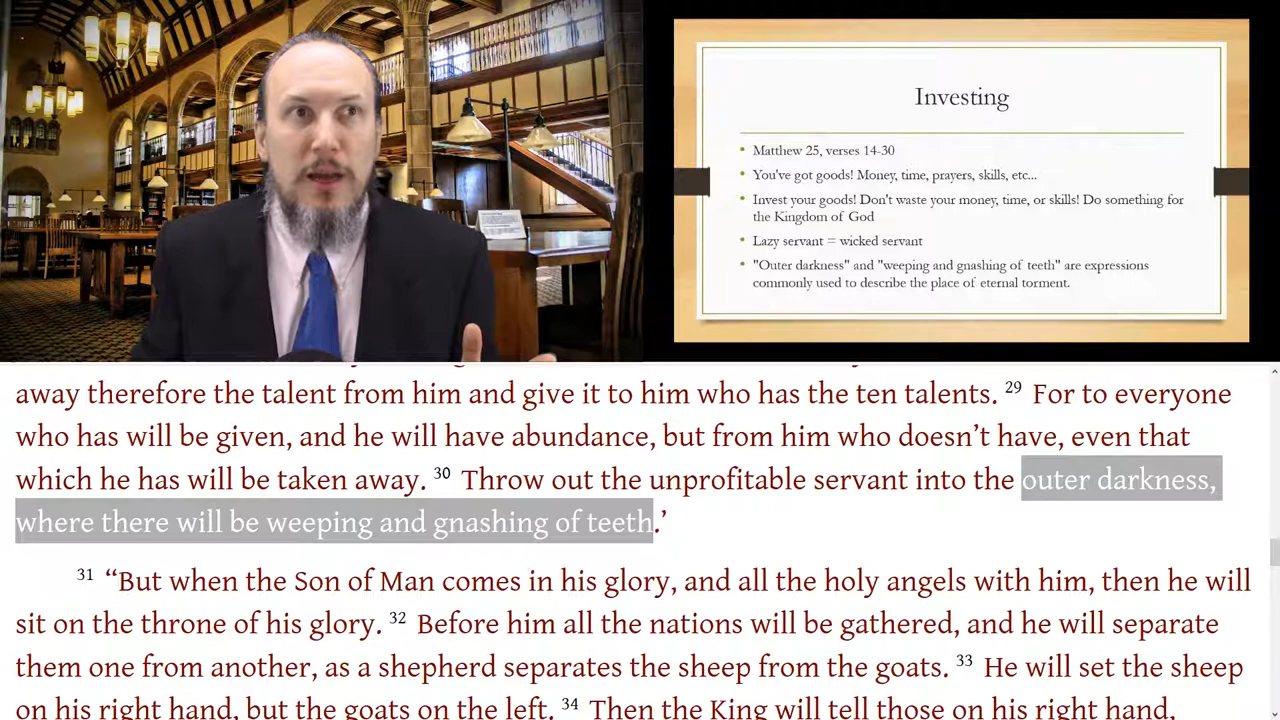 Investing
Matthew 25, verses 14-30
You've got goods! Money, time, prayers, skills, etc...
Invest your goods! Don't waste your money, time, or skills! Do something for
the Kingdom of God
Lazy servant = wicked servant
"Outer darkness" and "weeping and gnashing of teeth" are expressions
commonly used to describe the place of eternal torment.
away therefore the talent from him and give it to him who has the ten talents. 29 For to everyone
who has will be given, and he will have abundance, but from him who doesn’t have, even that
which he has will be taken away. 30 Throw out the unprofitable servant into the outer darkness,
where there will be weeping and gnashing of teeth.’
31 “But when the Son of Man comes in his glory, and all the holy angels with him, then he will
sit on the throne of his glory. 32 Before him all the nations will be gathered, and he will separate
them one from another, as a shepherd separates the sheep from the goats. 33 He will set the sheep
on his right hand, but the goats on the left. 34 Then the King will tell those on his right hand,